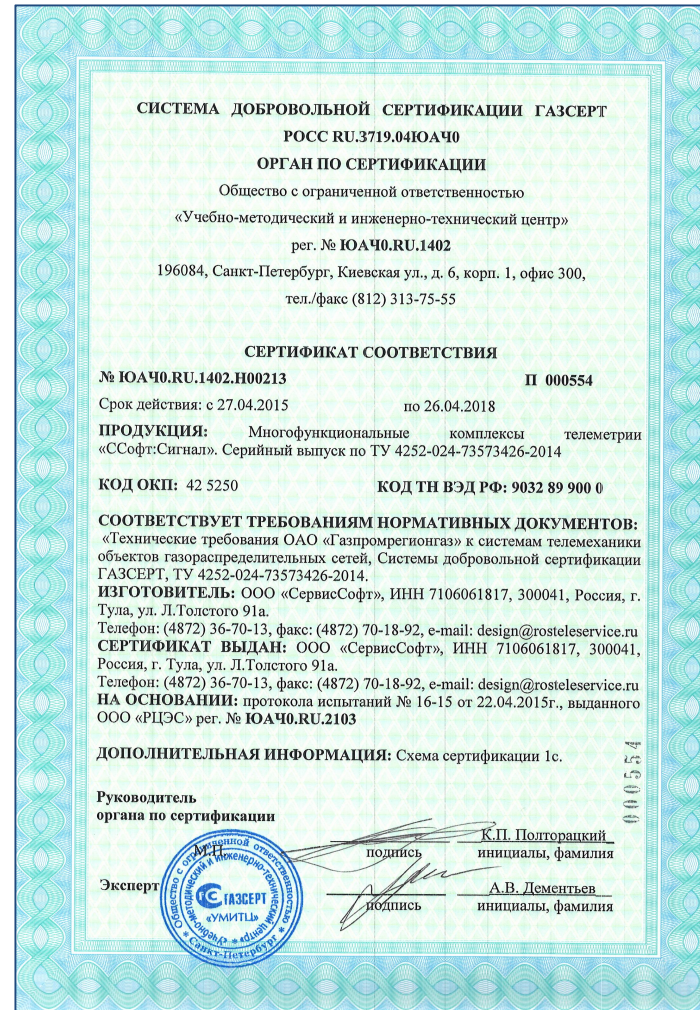 СИСТЕМА ДОБРОВОЛЬНОЙ СЕРТИФИКАЦИИ ГАЗСЕРТ
РОСС RU.3719.04ЮАЧ0
ОРГАН ПО СЕРТИФИКАЦИИ
Общество с ограниченной ответственностью
«Учебно-методический и инженерно-технический центр»
рег. № ЮАЧ0.RU.1402
196084, Санкт-Петербург, Киевская ул., д. 6, корп. 1, офис 300,
тел./факс (812) 313-75-55
СЕРТИФИКАТ СООТВЕТСТВИЯ
№ ЮАЧ0.RU.1402.Н00213 П 000554
Срок действия: с 27.04.2015 по 26.04.2018
ПРОДУКЦИЯ: Многофункциональные комплексы телеметрии
«ССофт:Сигнал». Серийный выпуск по ТУ 4252-024-73573426-2014
КОД ОКП: 42 5250 КОД ТН ВЭД РФ: 9032 89 900 0
СООТВЕТСТВУЕТ ТРЕБОВАНИЯМ НОРМАТИВНЫХ ДОКУМЕНТОВ:
«Технические требования ОАО «Газпромрегионгаз» к системам телемеханики
объектов газораспределительных сетей, Системы добровольной сертификации
ГАЗСЕРТ, ТУ 4252-024-73573426-2014.
ИЗГОТОВИТЕЛЬ: ООО «СервисСофт», ИНН 7106061817, 300041, Россия, г.
Тула, ул. Л.Толстого 91а.
Телефон: (4872) 36-70-13, факс: (4872) 70-18-92, e-mail: design@rosteleservice.ru
СЕРТИФИКАТ ВЫДАН: ООО «СервисСофт», ИНН 7106061817, 300041,
Россия, г. Тула, ул. Л.Толстого 91а.
Телефон: (4872) 36-70-13, факс: (4872) 70-18-92, e-mail: design@rosteleservice.ru
НА ОСНОВАНИИ: протокола испытаний № 16-15 от 22.04.2015г., выданного
ООО «РЦЭС» рег. № ЮАЧ0.RU.2103
ДОПОЛНИТЕЛЬНАЯ ИНФОРМАЦИЯ: Схема сертификации 1с.
000554
Руководитель
органа по сертификации
К.П. Полторацкий
М.П. подпись инициалы, фамилия
Эксперт А.В. Дементьев
подпись инициалы, фамилия
Общество с ограниченной ответственностью
* Санкт-Петербург *
Учебно-методический и инженерно-технический центр
ГАЗСЕРТ
«УМИТЦ»